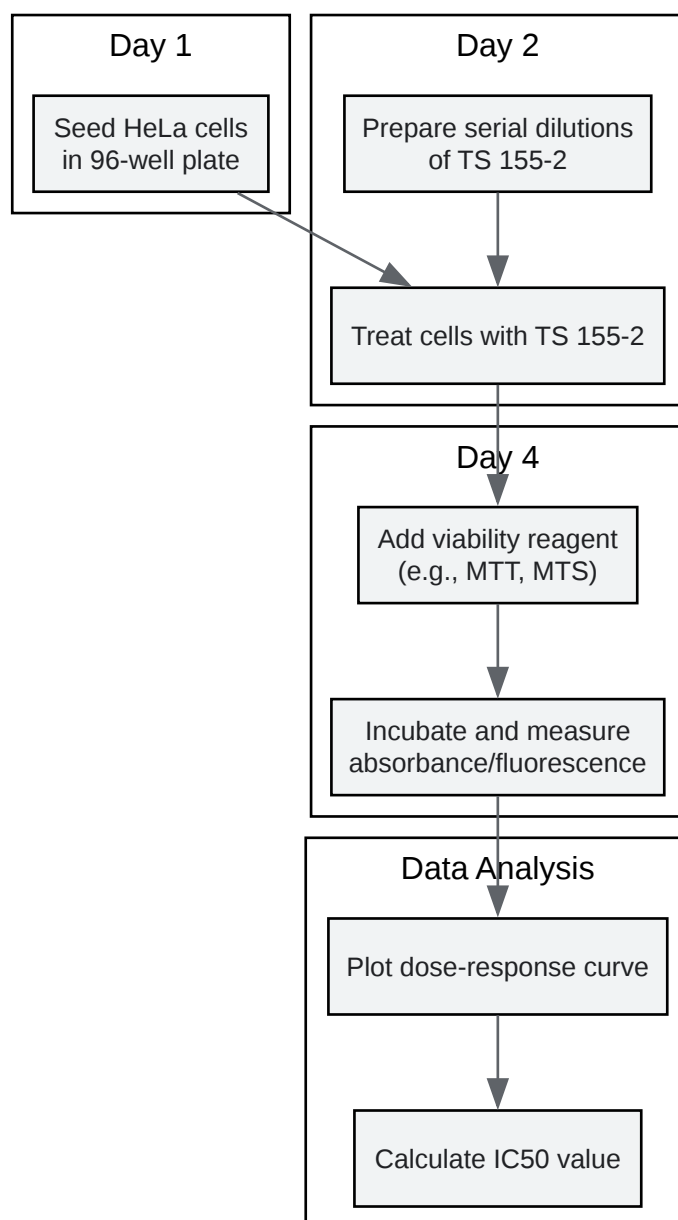 Day 1
Seed HeLa cells
in 96-well plate
Day 2
Prepare serial dilutions
of TS 155-2
Treat cells with TS 155-2
Day 4
Add viability reagent
(e.g., MTT, MTS)
Incubate and measure
absorbance/fluorescence
Data Analysis
Plot dose-response curve
Calculate IC50 value